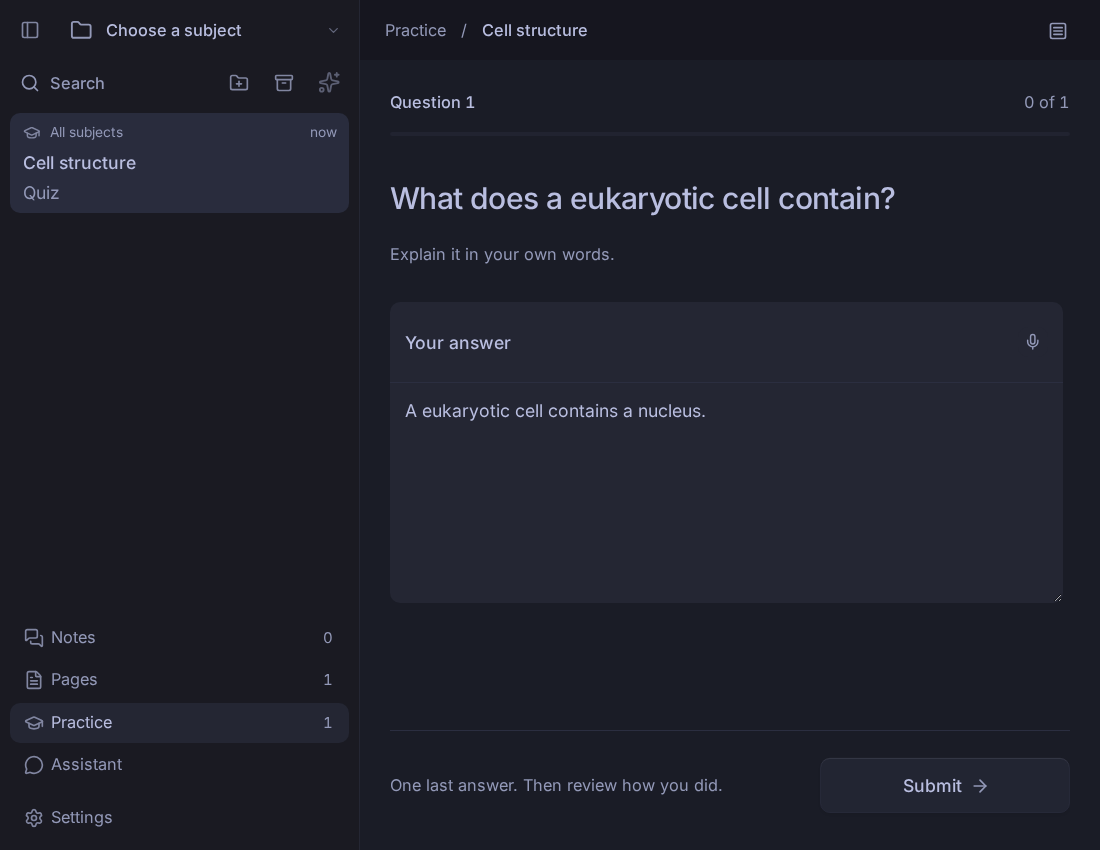 Choose a subject
Search
All subjects now
Cell structure
Quiz
Notes 0
Pages 1
Practice 1
Assistant
Settings
Practice / Cell structure
Question 1 0 of 1
What does a eukaryotic cell contain?
Explain it in your own words.
Your answer
A eukaryotic cell contains a nucleus.
One last answer. Then review how you did.
Submit